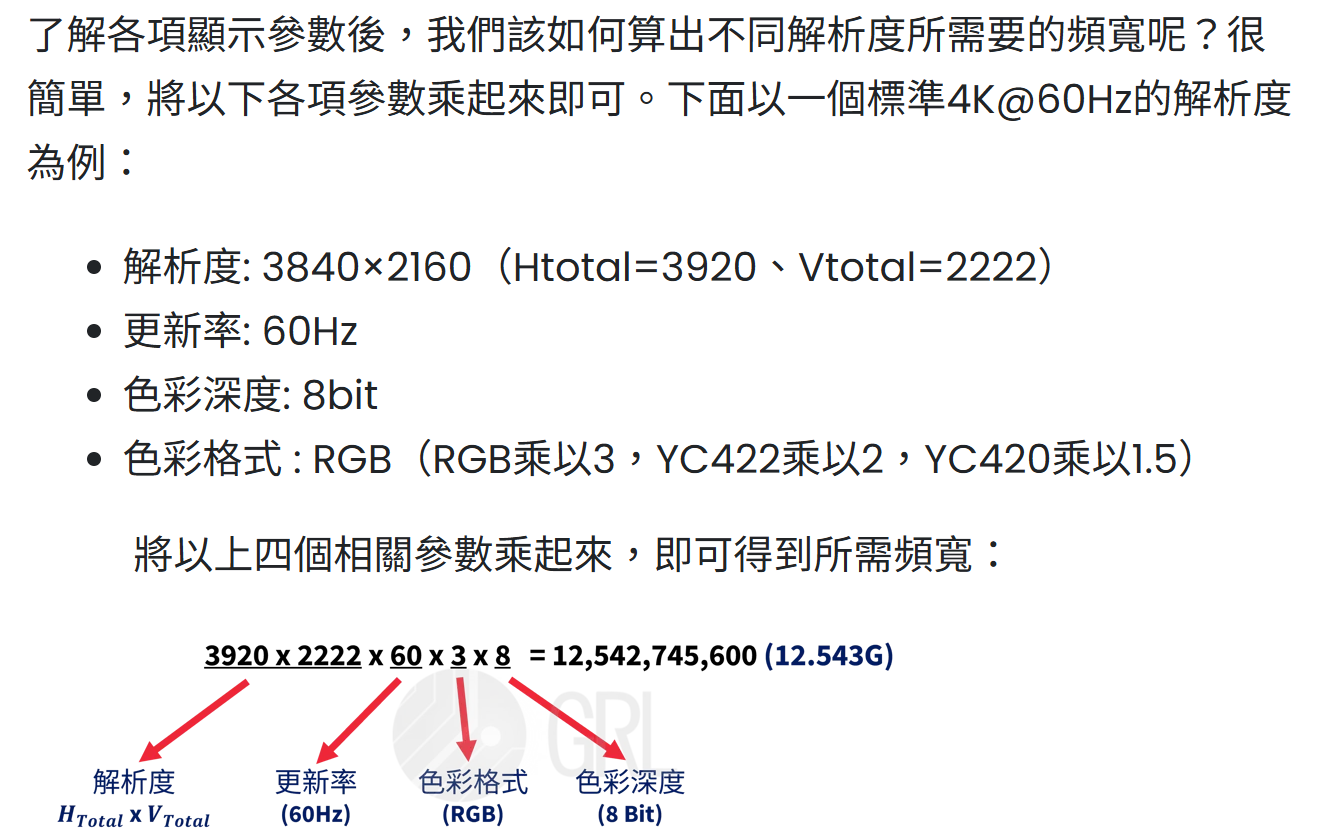 了解各項顯示參數後，我們該如何算出不同解析度所需要的頻寬呢？很
簡單，將以下各項參數乘起來即可。下面以一個標準4K@60Hz的解析度
為例：
• 解析度: 3840×2160（Htotal=3920、Vtotal=2222）
• 更新率: 60Hz
• 色彩深度: 8bit
• 色彩格式 : RGB（RGB乘以3，YC422乘以2，YC420乘以1.5）
將以上四個相關參數乘起來，即可得到所需頻寬：
3920 x 2222 x 60 x 3 x 8 = 12,542,745,600 (12.543G)
GRL
解析度 更新率 色彩格式 色彩深度
H_Total x V_Total (60Hz) (RGB) (8 Bit)